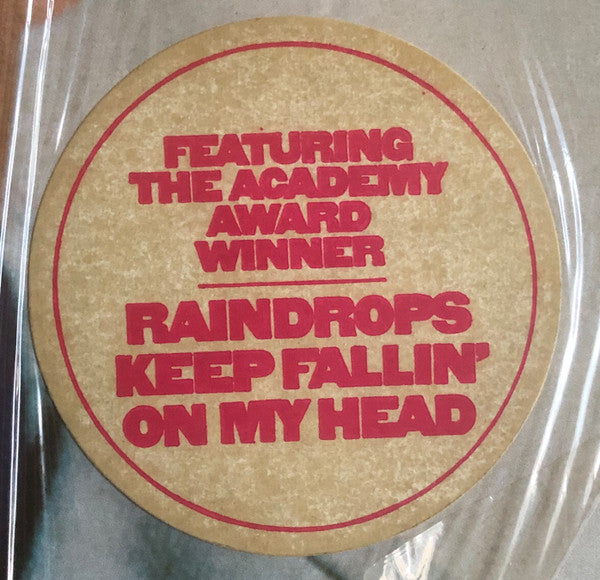 FEATURING
THE ACADEMY
AWARD
WINNER
RAINDROPS
KEEP FALLIN'
ON MY HEAD